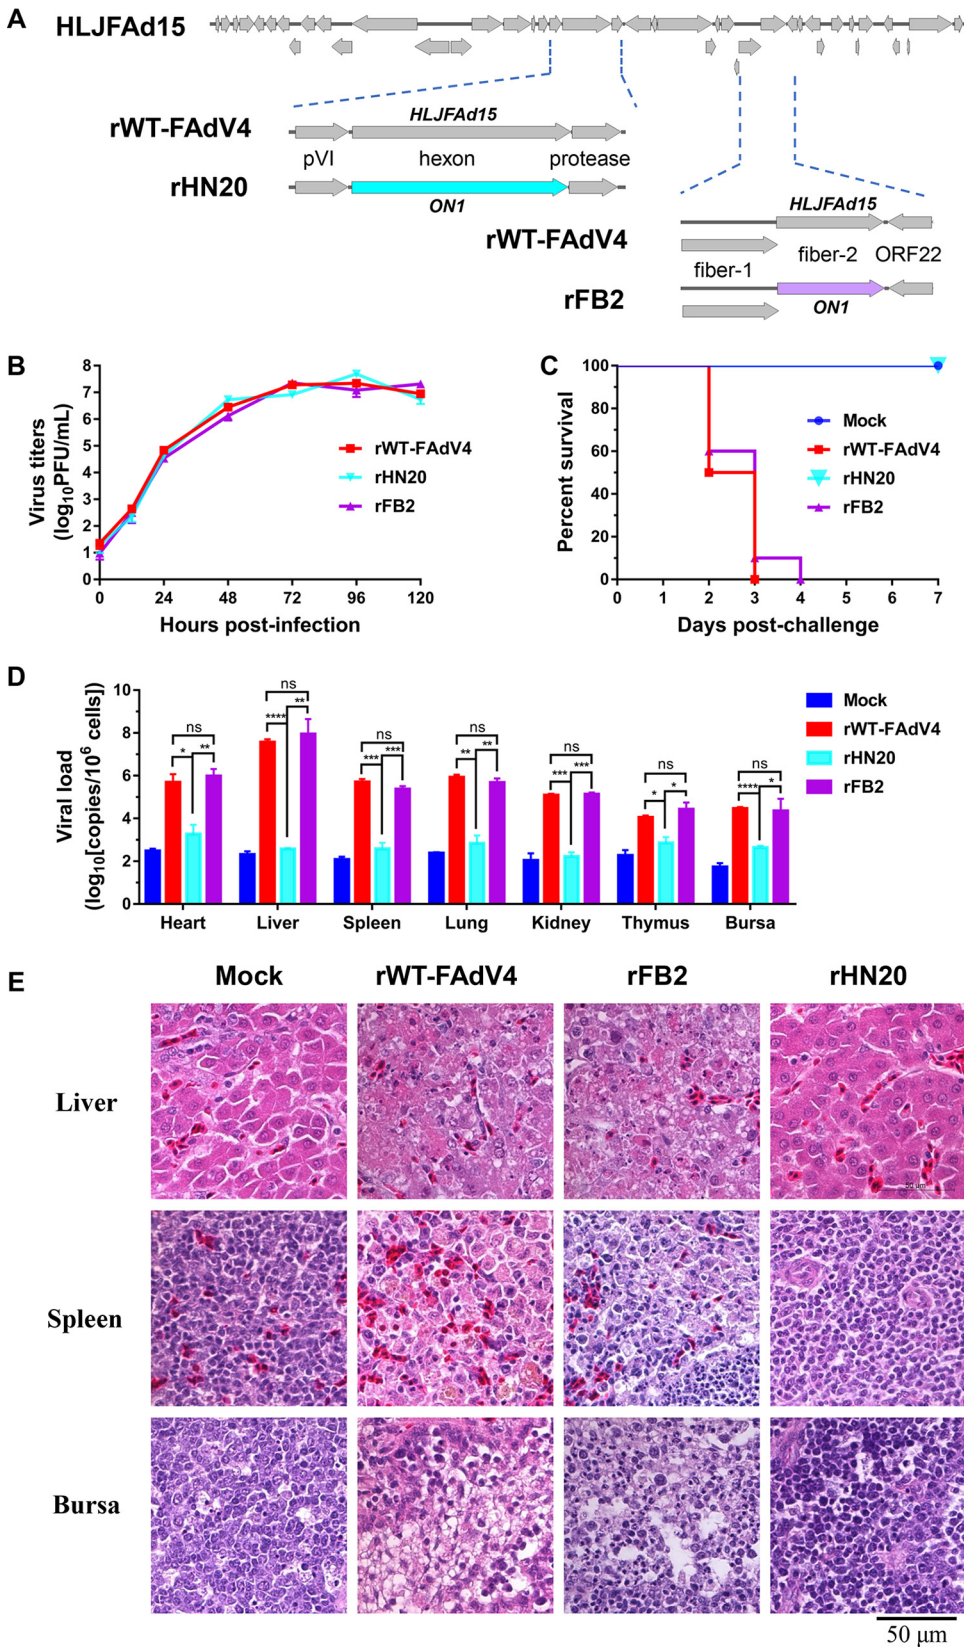 A
HLJFAd15
HLJFAd15
rWT-FAdV4
pVI hexon protease
rHN20
ON1
HLJFAd15
rWT-FAdV4
fiber-1 fiber-2 ORF22
rFB2
ON1
B
Virus titers
(log10PFU/mL)
8
7
6
5
4
3
2
1
0
rWT-FAdV4
rHN20
rFB2
0 24 48 72 96 120
Hours post-infection
C
Percent survival
100
80
60
40
20
0
Mock
rWT-FAdV4
rHN20
rFB2
0 1 2 3 4 5 6 7
Days post-challenge
D
Viral load
(log10[copies/10^6 cells])
10
8
6
4
2
0
ns ns ns ns ns ns ns
* ** **** ** *** *** ** ** *** *** * * **** *
Heart Liver Spleen Lung Kidney Thymus Bursa
Mock
rWT-FAdV4
rHN20
rFB2
E
Mock rWT-FAdV4 rFB2 rHN20
Liver
50 μm
Spleen
Bursa
50 μm